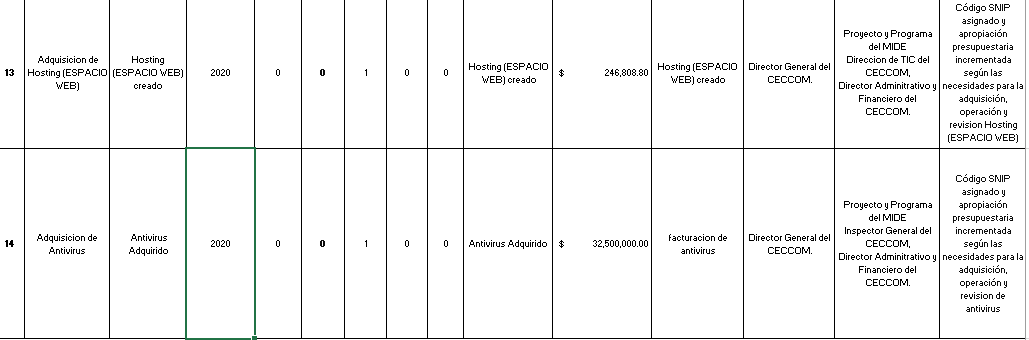 13
Adquisicion de
Hosting (ESPACIO
WEB)
Hosting
(ESPACIO WEB)
creado
2020
0
0
1
0
0
Hosting (ESPACIO
WEB) creado
$ 246,808.80
Hosting (ESPACIO
WEB) creado
Director General del
CECCOM.
Proyecto y Programa
del MIDE
Direccion de TIC del
CECCOM,
Director Adminitrativo y
Financiero del
CECCOM.
Código SNIP
asignado y
apropiación
presupuestaria
incrementada
según las
necesidades para la
adquisición,
operación y
revision Hosting
(ESPACIO WEB)
14
Adquisicion de
Antivirus
Antivirus
Adquirido
2020
0
0
1
0
0
Antivirus Adquirido
$ 32,500,000.00
facturacion de
antivirus
Director General del
CECCOM.
Proyecto y Programa
del MIDE
Inspector General del
CECCOM,
Director Adminitrativo y
Financiero del
CECCOM.
Código SNIP
asignado y
apropiación
presupuestaria
incrementada
según las
necesidades para la
adquisición,
operación y
revision de
antivirus